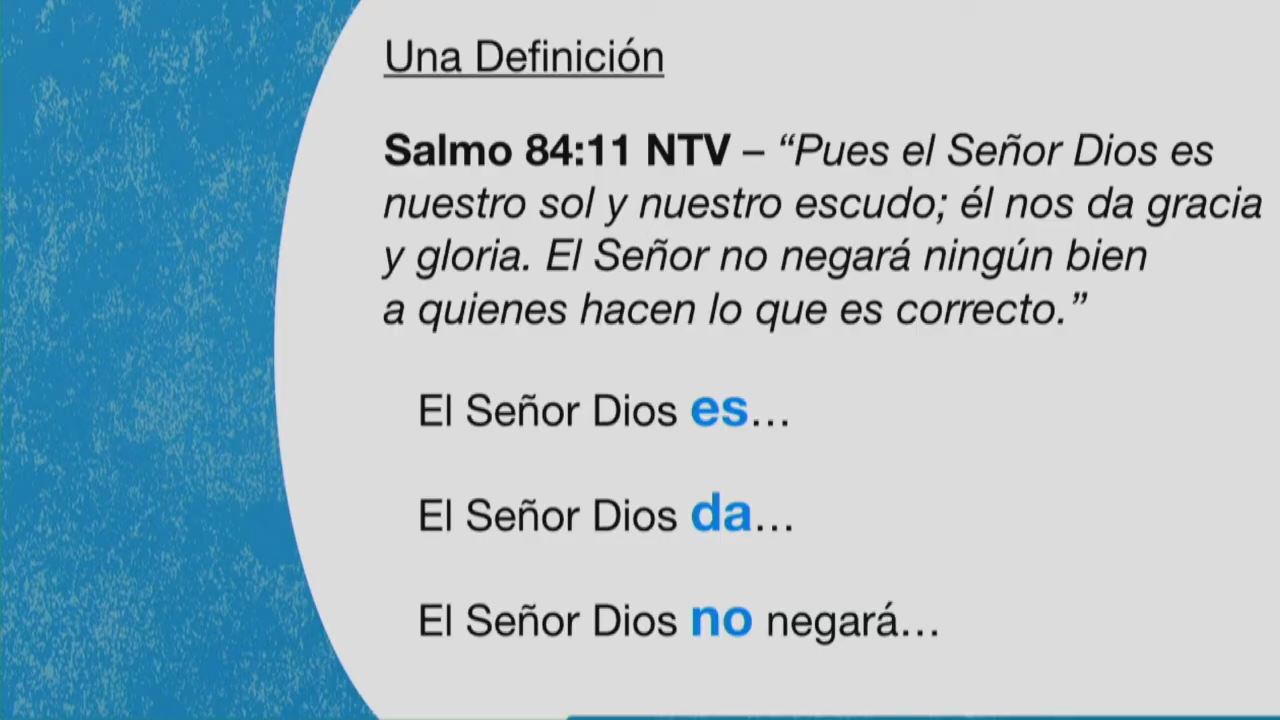 Una Definición
Salmo 84:11 NTV – “Pues el Señor Dios es
nuestro sol y nuestro escudo; él nos da gracia
y gloria. El Señor no negará ningún bien
a quienes hacen lo que es correcto.”
El Señor Dios es…
El Señor Dios da…
El Señor Dios no negará…